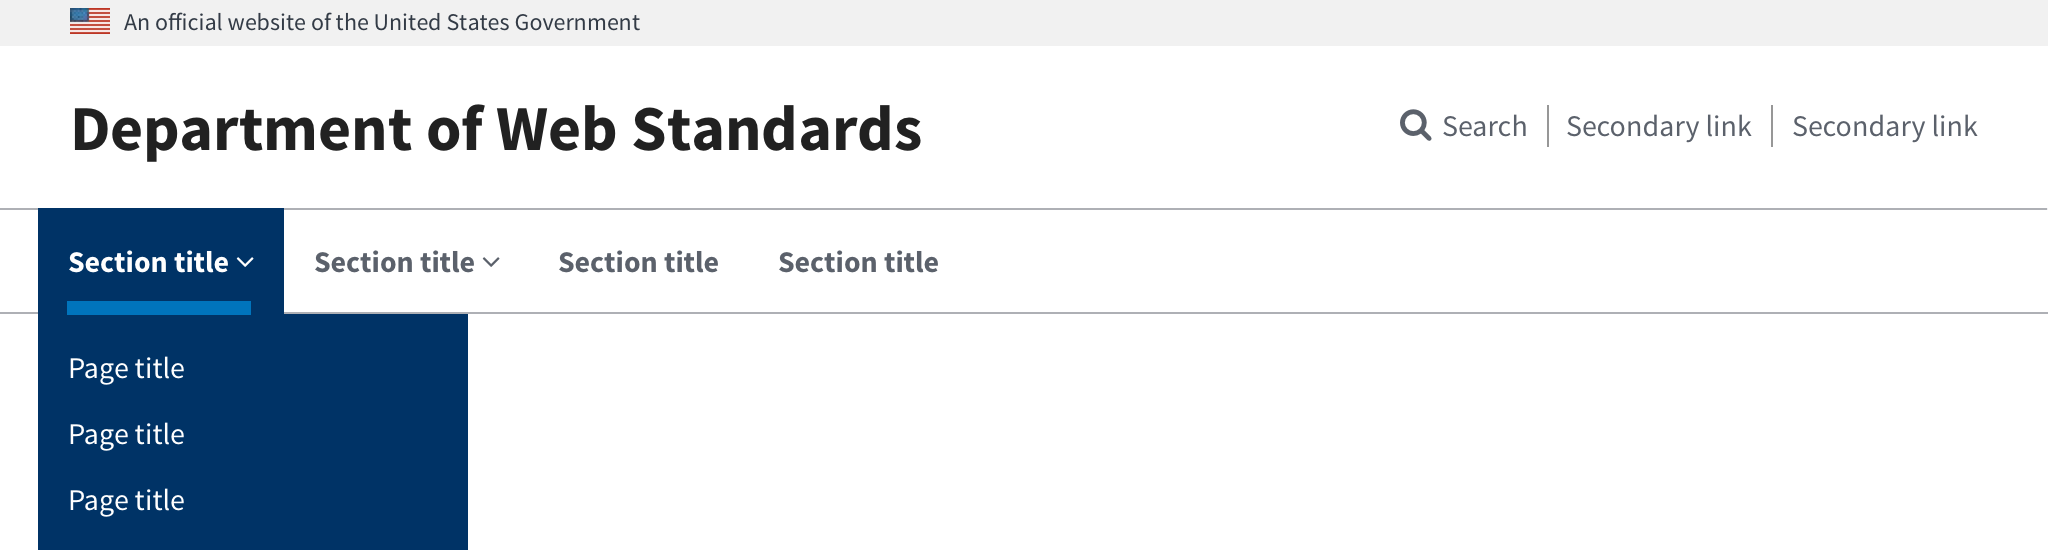 An official website of the United States Government
Department of Web Standards
Search
Secondary link
Secondary link
Section title
Section title
Section title
Section title
Page title
Page title
Page title